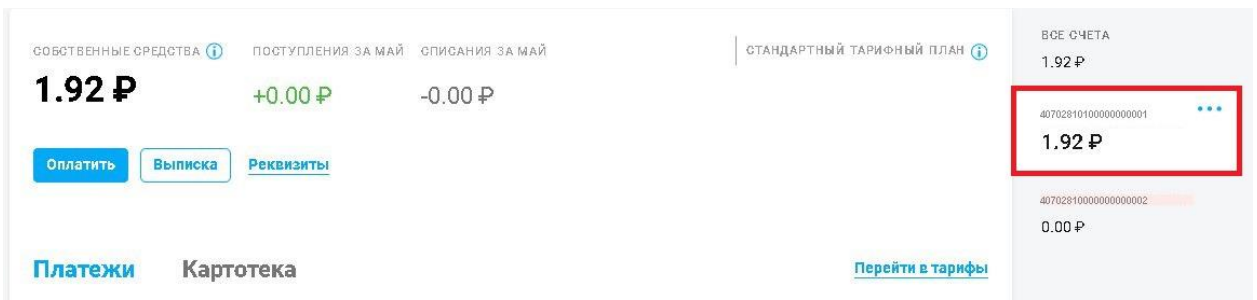 СОБСТВЕННЫЕ СРЕДСТВА
1.92 ₽
ПОСТУПЛЕНИЯ ЗА МАЙ
+0.00 ₽
СПИСАНИЯ ЗА МАЙ
-0.00 ₽
СТАНДАРТНЫЙ ТАРИФНЫЙ ПЛАН
Оплатить
Выписка
Реквизиты
Платежи
Картотека
Перейти в тарифы
ВСЕ СЧЕТА
1.92 ₽
40702810100000000001
1.92 ₽
40702810000000000002
0.00 ₽